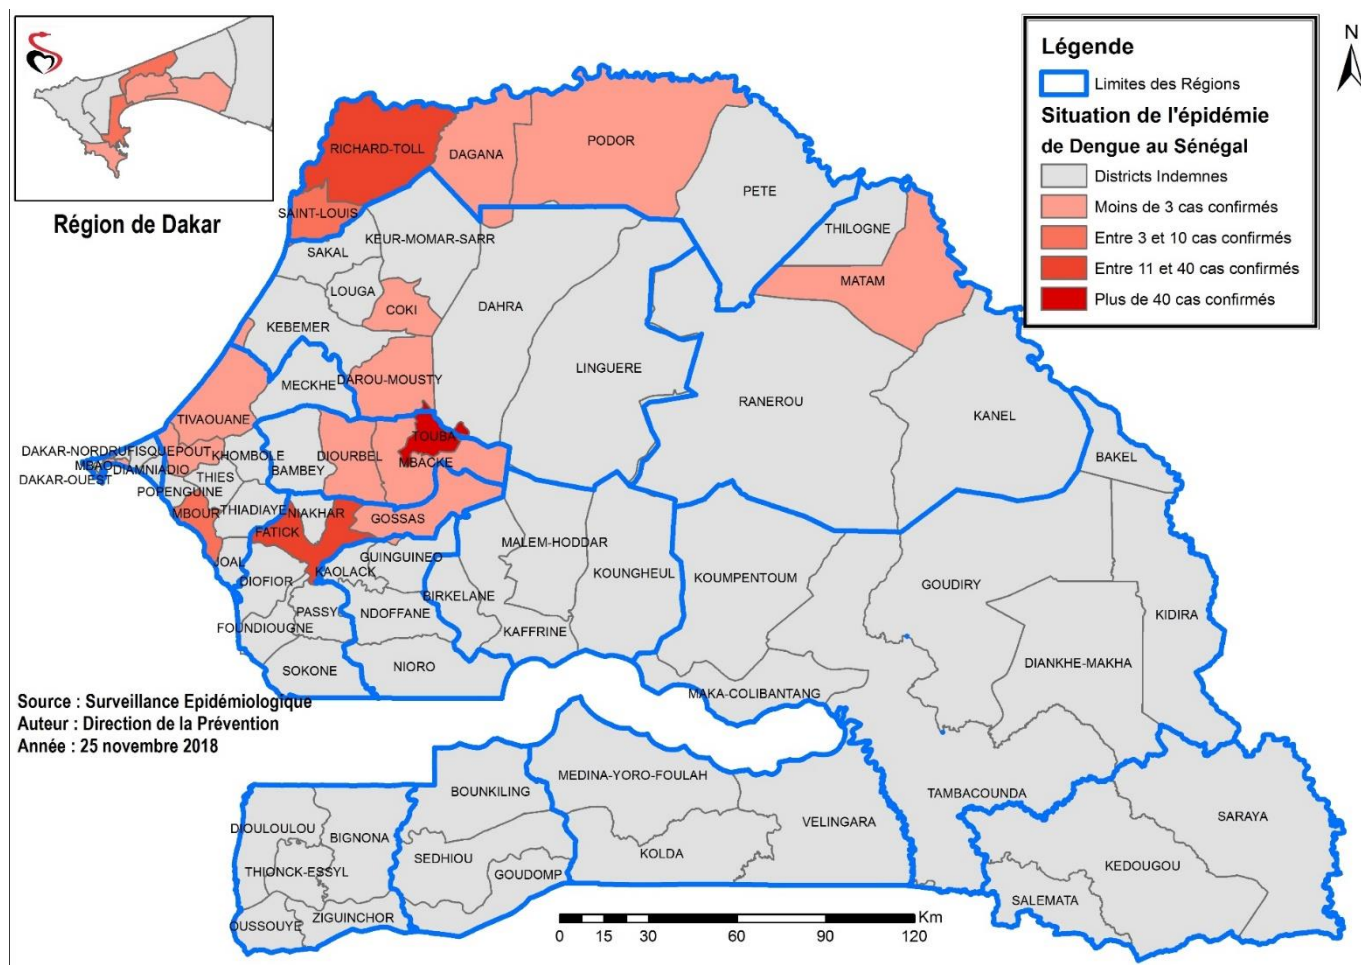 Région de Dakar
Légende
Limites des Régions
Situation de l'épidémie
de Dengue au Sénégal
Districts Indemnes
Moins de 3 cas confirmés
Entre 3 et 10 cas confirmés
Entre 11 et 40 cas confirmés
Plus de 40 cas confirmés
N
RICHARD-TOLL
DAGANA
PODOR
PETE
SAINT-LOUIS
THILOGNE
KEUR-MOMAR-SARR
SAKAL
MATAM
LOUGA
COKI
DAHRA
KEBEMER
LINGUERE
MECKHE
DAROU-MOUSTY
RANEROU
KANEL
TIVAOUANE
TOUBA
DAKAR-NORD
RUFISQUE
POUT
KHOMBOLE
DIOURBEL
MBACKE
BAKEL
MBAO
DIAMNIADIO
BAMBEY
DAKAR-OUEST
THIES
POPENGUINE
MBOUR
THIADIAYE
NIAKHAR
GOSSAS
FATICK
MALEM-HODDAR
GUINGUINEO
JOAL
KAOLACK
KOUNGHEUL
KOUMPENTOUM
DIOFIOR
GOUDIRY
BIRKELANE
PASSY
NDOFFANE
KIDIRA
FOUNDIOUGNE
KAFFRINE
SOKONE
NIORO
DIANKHE-MAKHA
MAKA-COLIBANTANG
Source : Surveillance Epidémiologique
Auteur : Direction de la Prévention
Année : 25 novembre 2018
MEDINA-YORO-FOULAH
BOUNKILING
TAMBACOUNDA
DIOULOULOU
BIGNONA
VELINGARA
SARAYA
SEDHIOU
KOLDA
KEDOUGOU
THIONCK-ESSYL
GOUDOMP
SALEMATA
OUSSOUYE
ZIGUINCHOR
Km
0 15 30 60 90 120